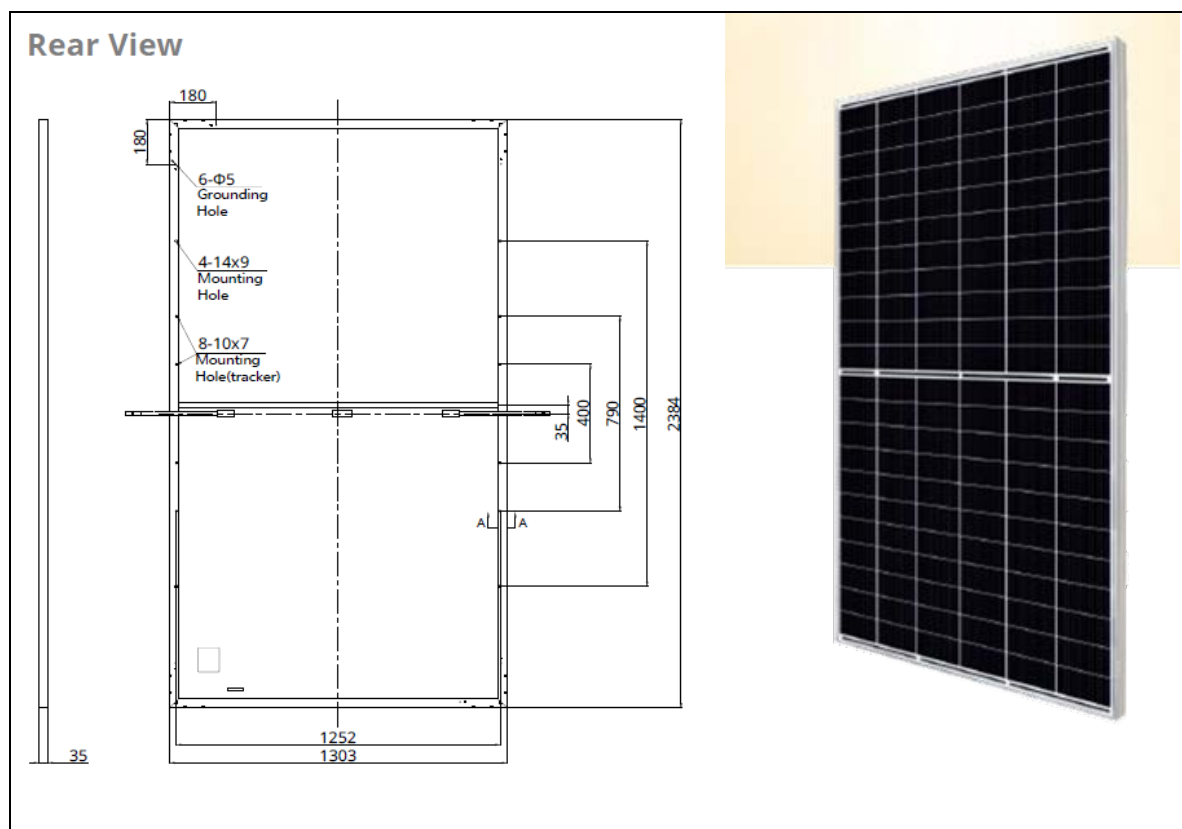 Rear View
180
180
6-Φ5
Grounding
Hole
4-14x9
Mounting
Hole
8-10x7
Mounting
Hole(tracker)
35
400
790
1400
2384
A
A
1252
1303
35